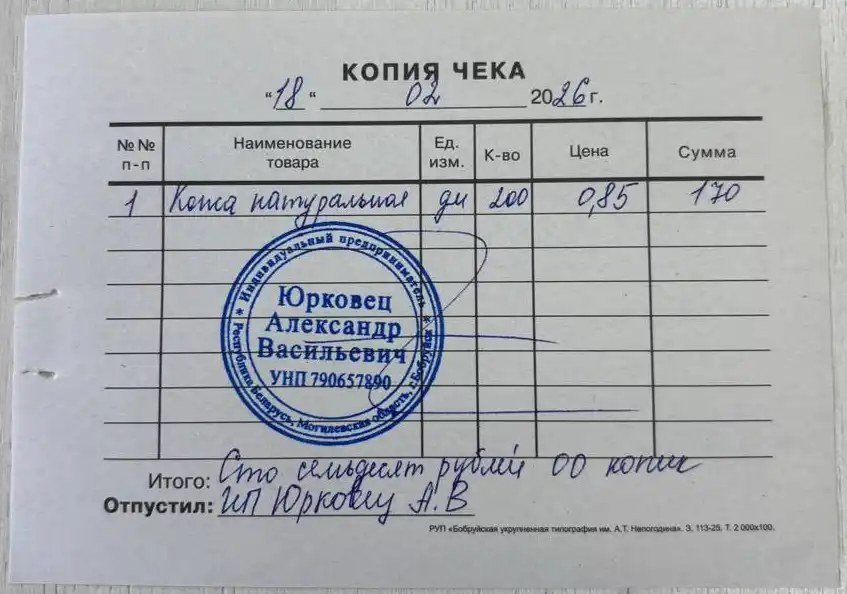 КОПИЯ ЧЕКА
"18" 02 2026 г.
№№ п-п Наименование товара Ед. изм. К-во Цена Сумма
1 Кожа натуральная дм 200 0,85 170
* Индивидуальный предприниматель *
Юрковец
Александр
Васильевич
УНП 790657890
Республика Беларусь, Могилевская область, г. Бобруйск
Итого: Сто семьдесят рублей 00 копик
Отпустил: ИП Юрковец А.В
РУП «Бобруйская укрупненная типография им. А.Т. Непогодина». З. 113-25. Т. 2 000х100.